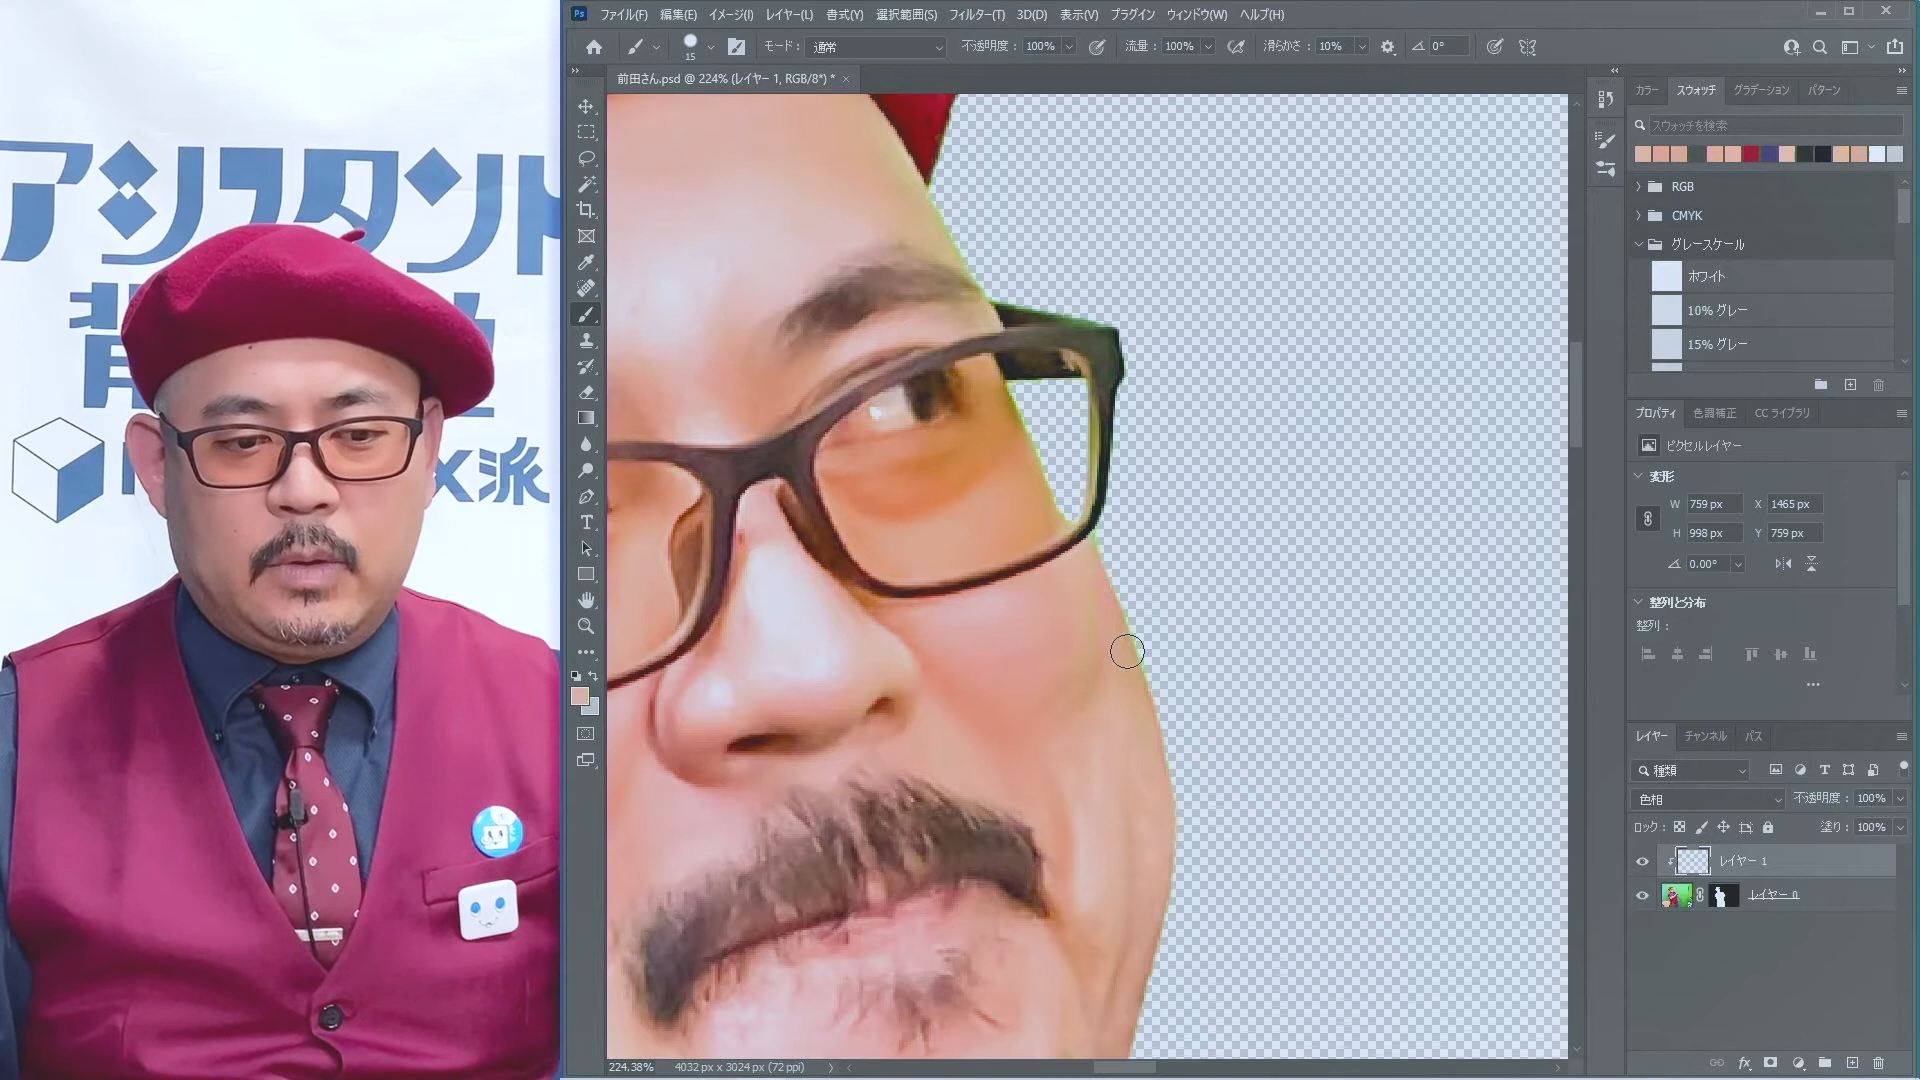 アシスタント
背
X派
Ps ファイル(F) 編集(E) イメージ(I) レイヤー(L) 書式(Y) 選択範囲(S) フィルター(T) 3D(D) 表示(V) プラグイン ウィンドウ(W) ヘルプ(H)
15 モード: 通常 不透明度: 100% 流量: 100% 滑らかさ: 10% 0°
前田さん.psd @ 224% (レイヤー 1, RGB/8*) *
カラー スウォッチ グラデーション パターン
スウォッチを検索
RGB
CMYK
グレースケール
ホワイト
10% グレー
15% グレー
プロパティ 色調補正 CC ライブラリ
ピクセルレイヤー
変形
W 759 px X 1465 px
H 998 px Y 759 px
0.00°
整列と分布
整列:
レイヤー チャンネル パス
種類
色相 不透明度: 100%
ロック: 塗り: 100%
レイヤー 1
レイヤー 0
224.38% 4032 px x 3024 px (72 ppi)